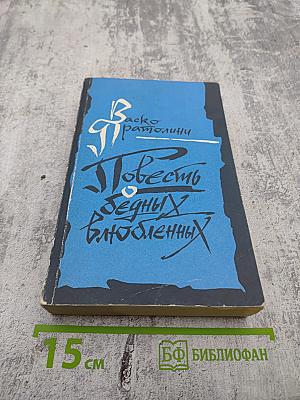 Васко
Пратолини
Повесть
о
бедных
влюбленных
15 см
БФ БИБЛИОФАН